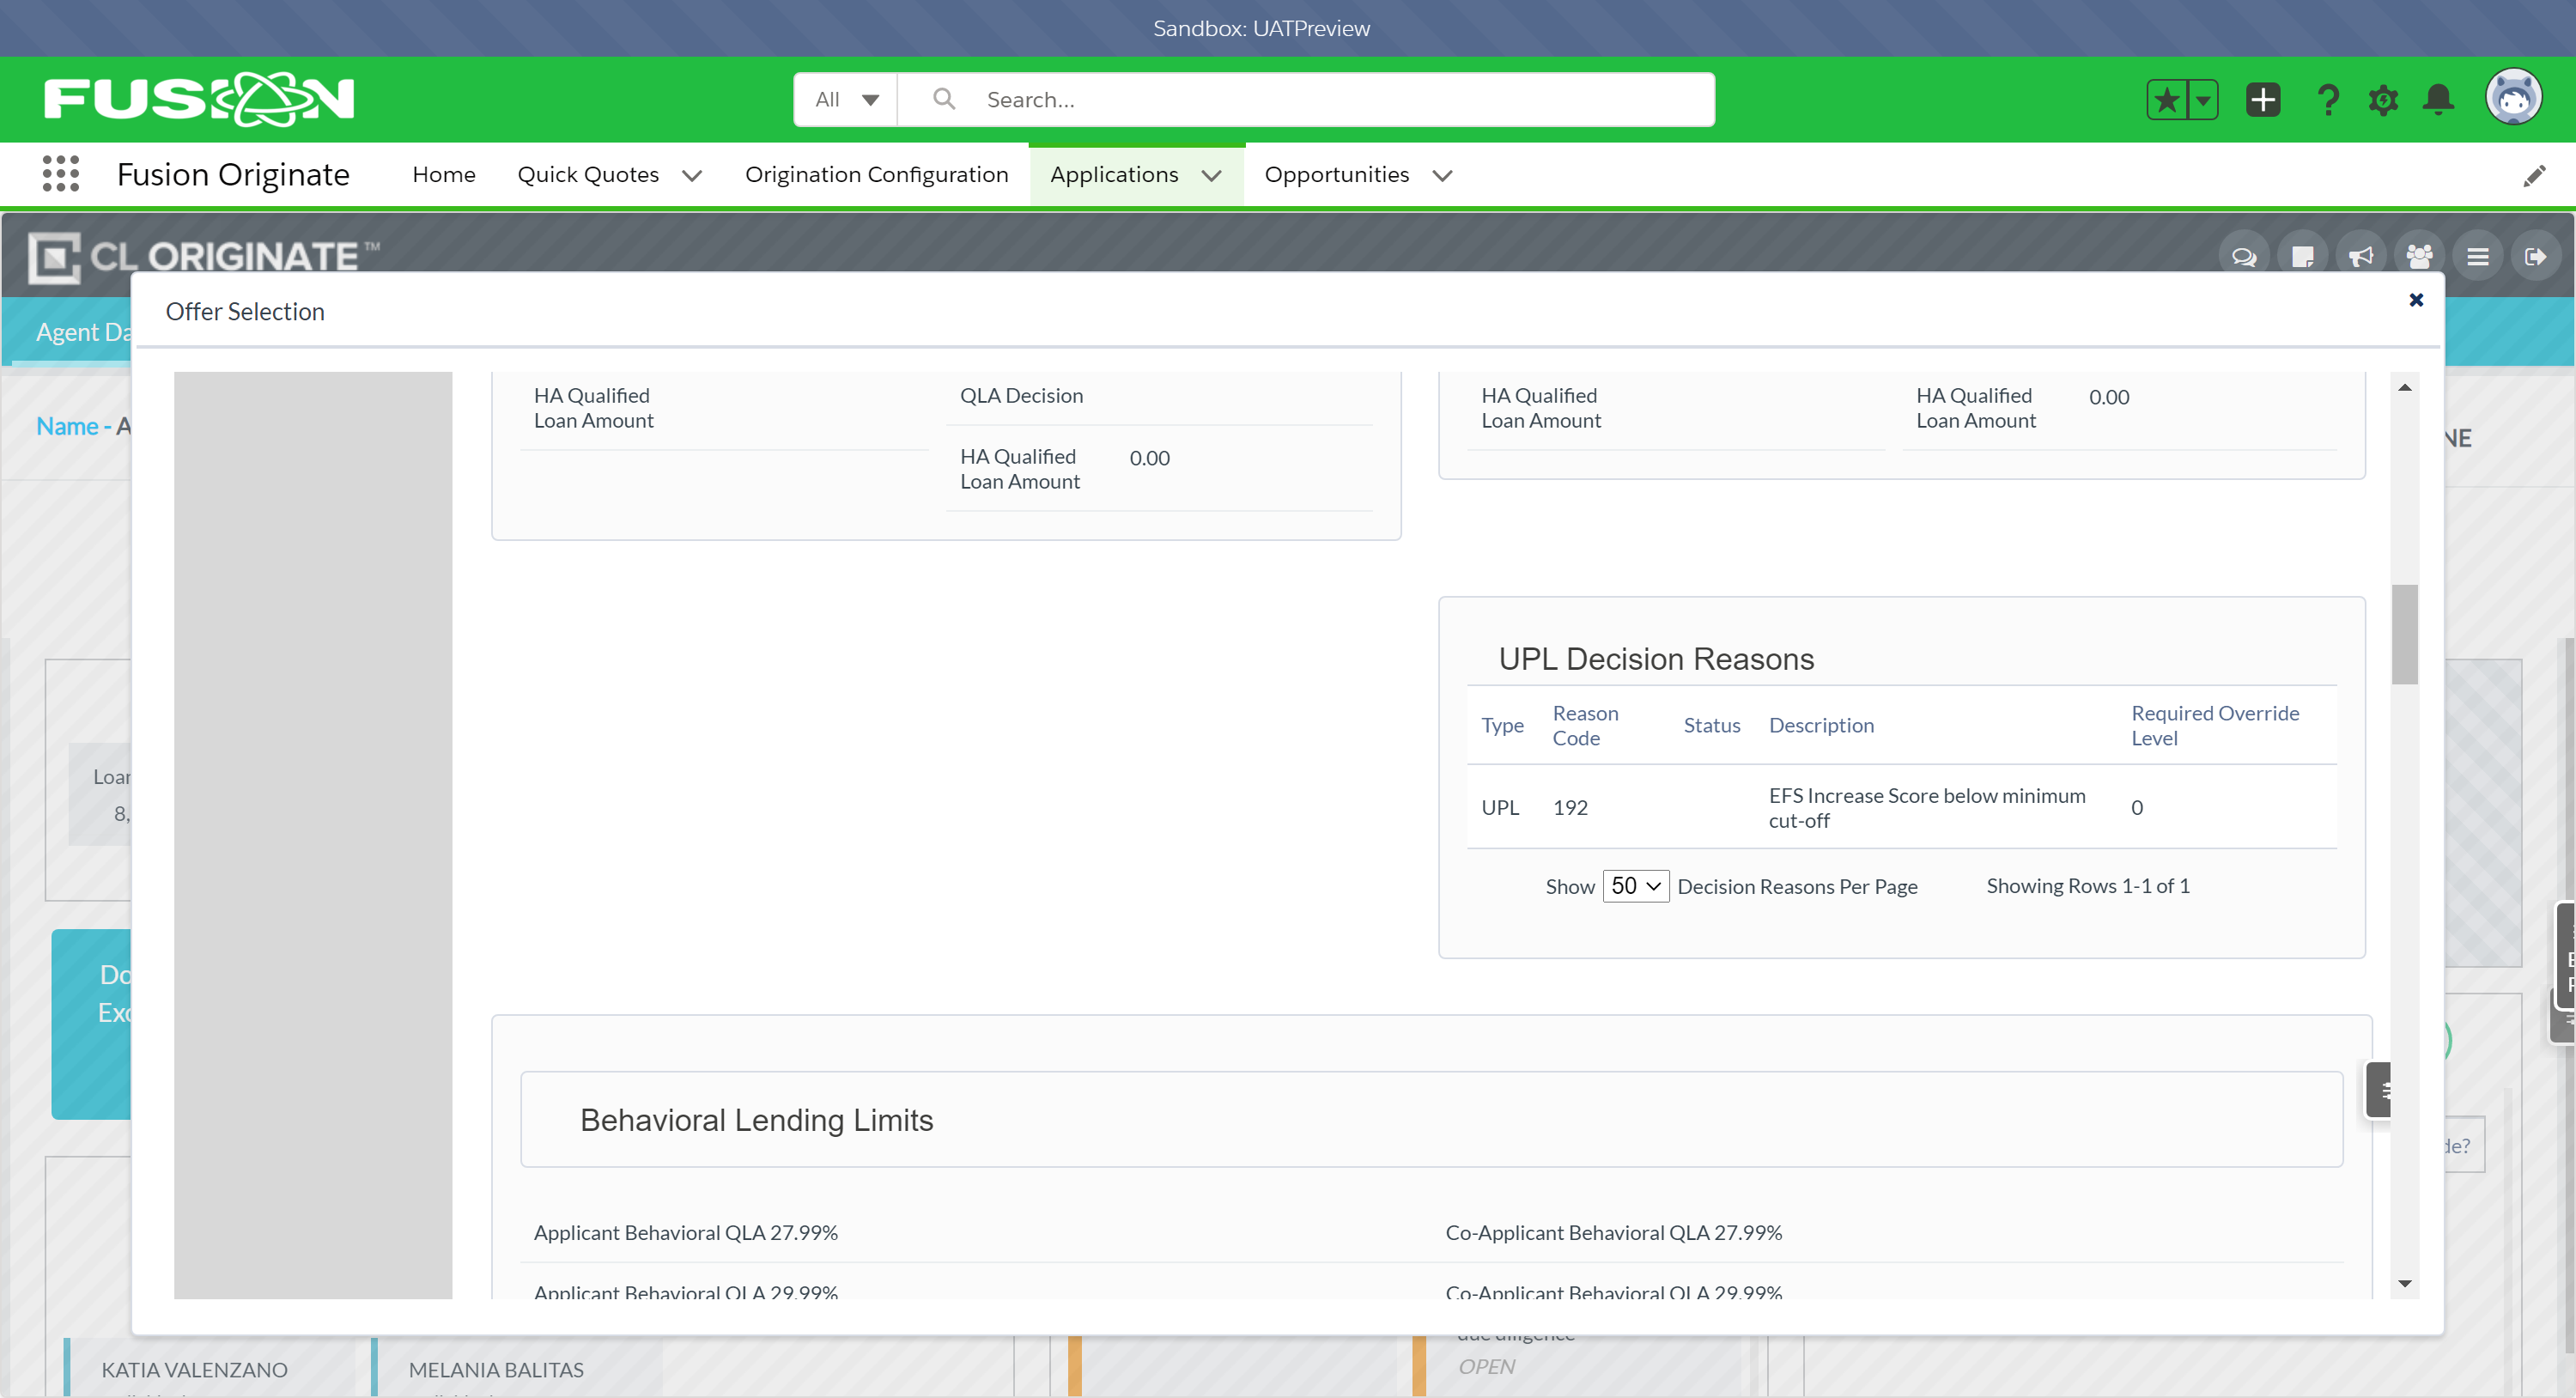 Sandbox: UATPreview
FUSION
All
Search...
Fusion Originate
Home
Quick Quotes
Origination Configuration
Applications
Opportunities
CL ORIGINATE™
Offer Selection
Agent Da
Name - A
NE
HA Qualified
Loan Amount
QLA Decision
HA Qualified
Loan Amount
0.00
HA Qualified
Loan Amount
HA Qualified
Loan Amount
0.00
UPL Decision Reasons
Type
Reason
Code
Status
Description
Required Override
Level
UPL
192
EFS Increase Score below minimum
cut-off
0
Show 50 Decision Reasons Per Page
Showing Rows 1-1 of 1
Loan
8,
Do
Exc
Behavioral Lending Limits
de?
Applicant Behavioral QLA 27.99%
Co-Applicant Behavioral QLA 27.99%
Applicant Behavioral QLA 29.99%
Co-Applicant Behavioral QLA 29.99%
due diligence
OPEN
KATIA VALENZANO
MELANIA BALITAS